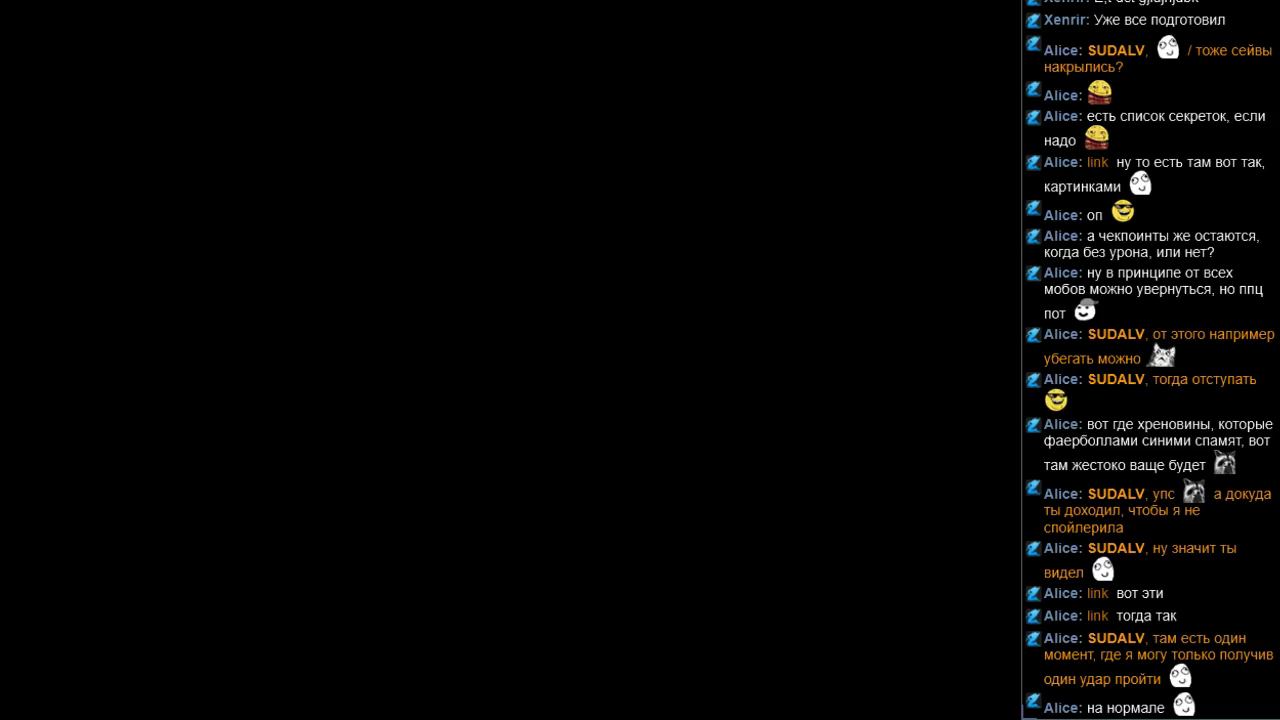 Xenrir:
Xenrir: Уже все подготовил
Alice: SUDALV, / тоже сейвы
накрылись?
Alice:
Alice: есть список секреток, если
надо
Alice: link ну то есть там вот так,
картинками
Alice: оп
Alice: а чекпоинты же остаются,
когда без урона, или нет?
Alice: ну в принципе от всех
мобов можно увернуться, но ппц
пот
Alice: SUDALV, от этого например
убегать можно
Alice: SUDALV, тогда отступать
Alice: вот где хреновины, которые
фаерболлами синими спамят, вот
там жестоко ваще будет
Alice: SUDALV, упс а докуда
ты доходил, чтобы я не
спойлерила
Alice: SUDALV, ну значит ты
видел
Alice: link вот эти
Alice: link тогда так
Alice: SUDALV, там есть один
момент, где я могу только получив
один удар пройти
Alice: на нормале